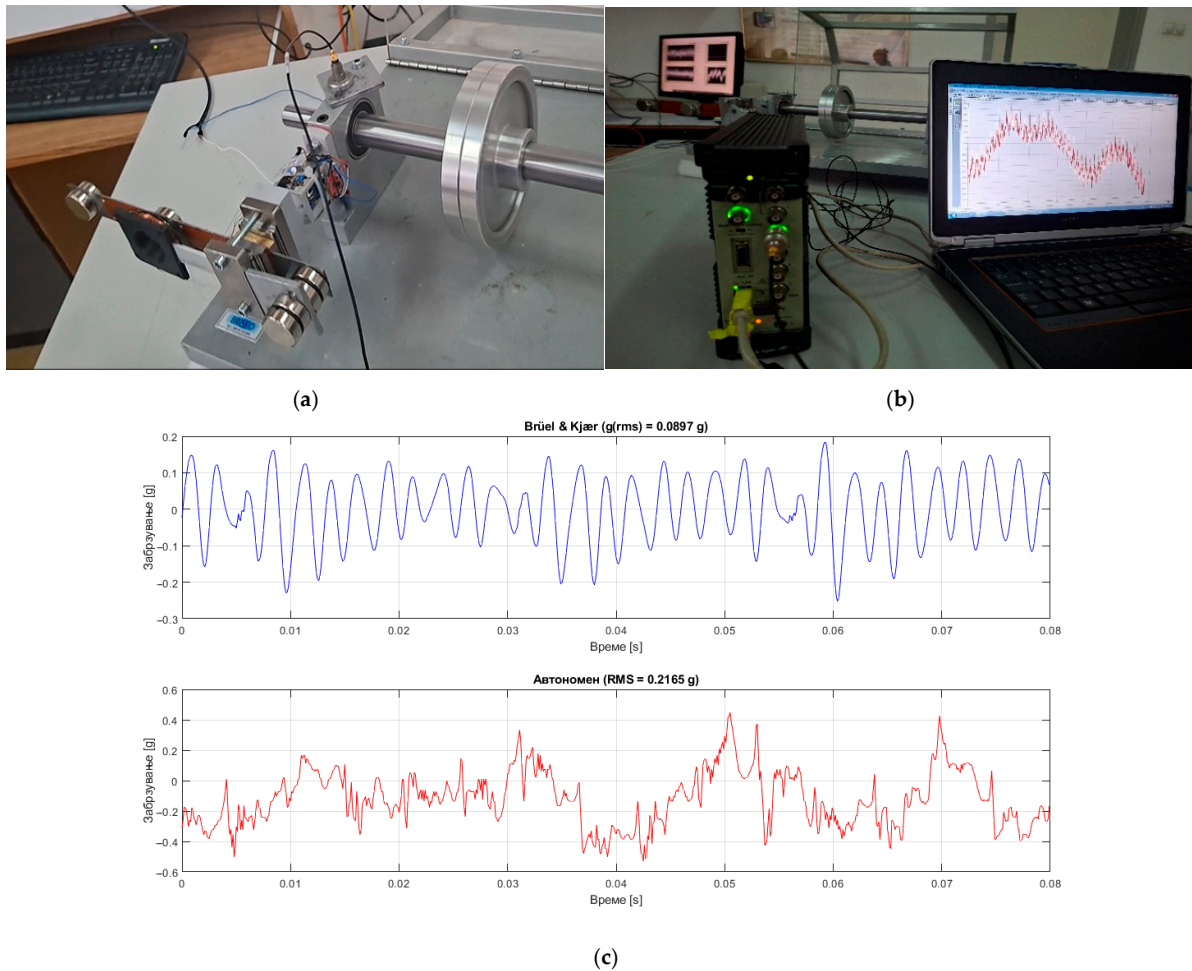 (a)
(b)
Brüel & Kjær (g(rms) = 0.0897 g)
Забрзување [g]
0.2
0.1
0
−0.1
−0.2
−0.3
0 0.01 0.02 0.03 0.04 0.05 0.06 0.07 0.08
Време [s]
Автономен (RMS = 0.2165 g)
Забрзување [g]
0.6
0.4
0.2
0
−0.2
−0.4
−0.6
0 0.01 0.02 0.03 0.04 0.05 0.06 0.07 0.08
Време [s]
(c)